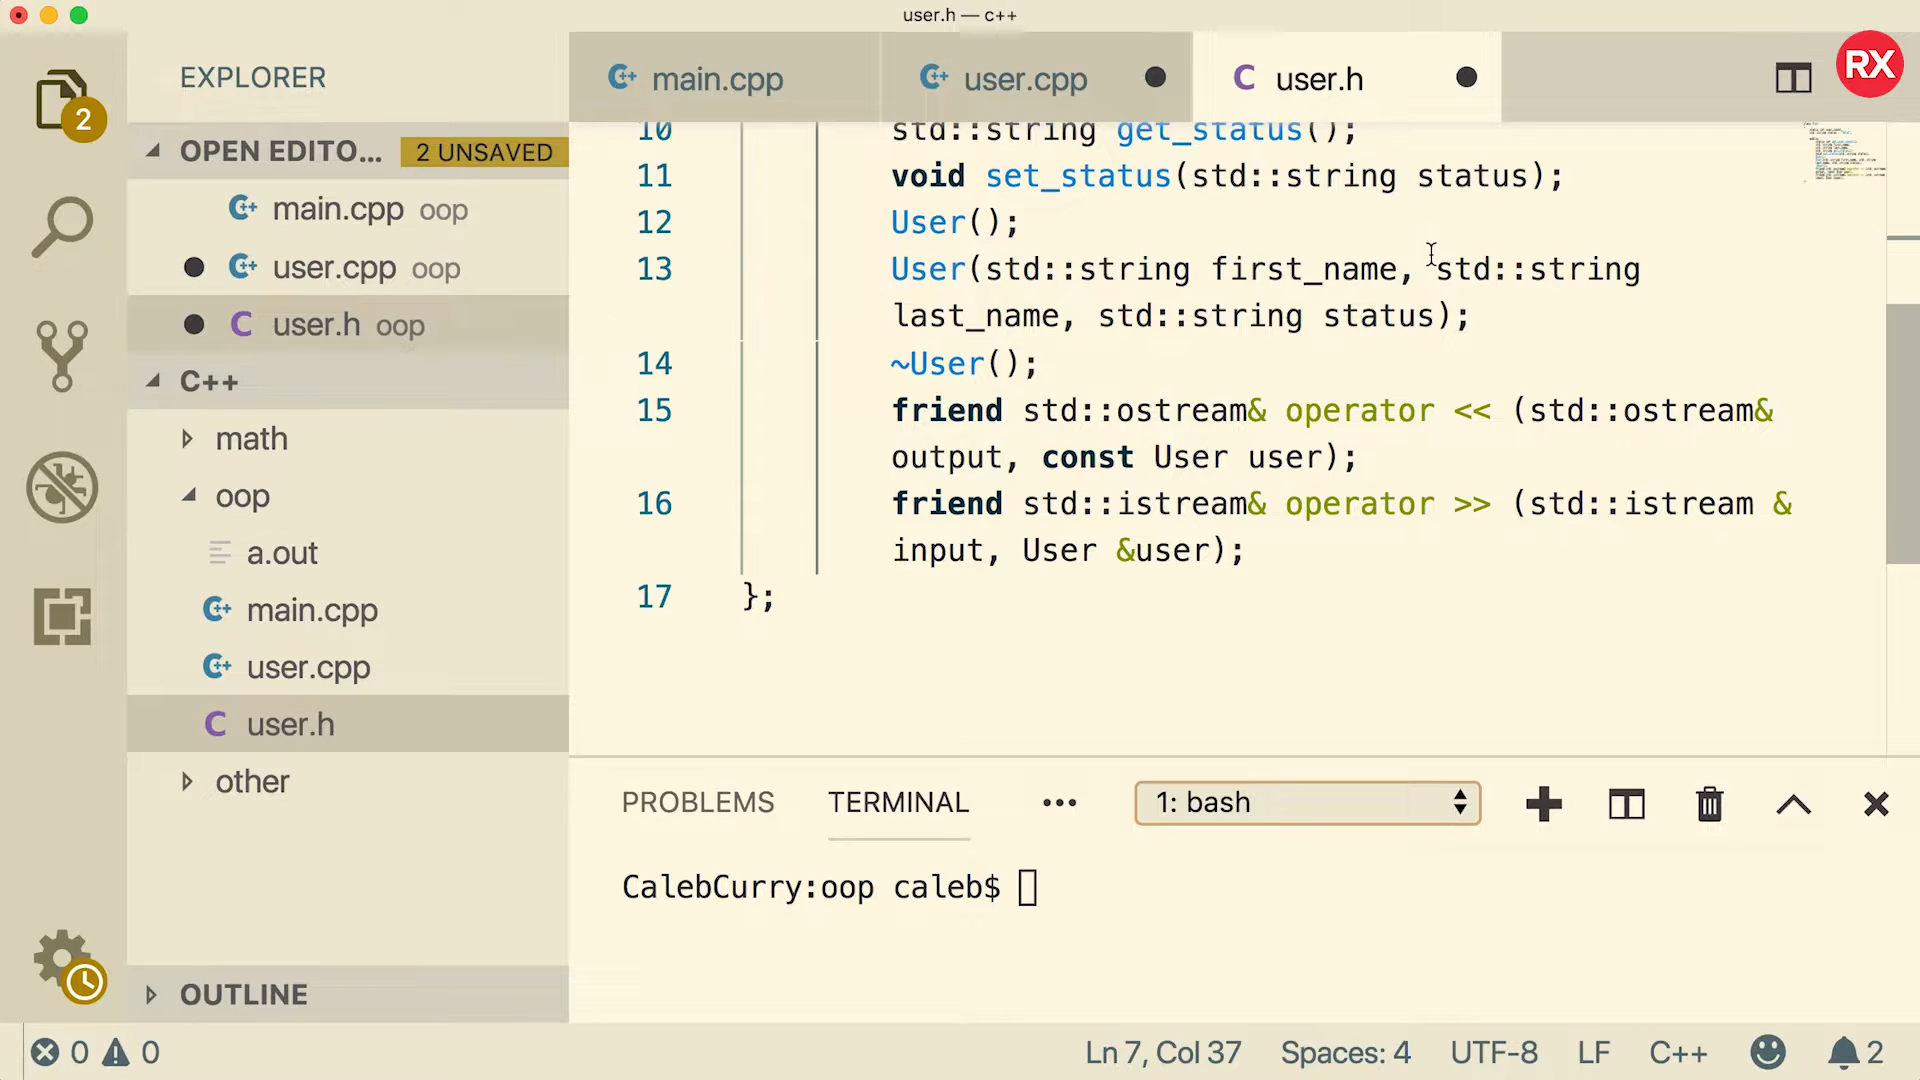 user.h — c++
RX
EXPLORER
main.cpp
user.cpp
C user.h
2
OPEN EDITO... 2 UNSAVED
main.cpp oop
user.cpp oop
C user.h oop
C++
math
oop
a.out
main.cpp
user.cpp
C user.h
other
OUTLINE
10 std::string get_status();
11 void set_status(std::string status);
12 User();
13 User(std::string first_name, std::string
last_name, std::string status);
14 ~User();
15 friend std::ostream& operator << (std::ostream&
output, const User user);
16 friend std::istream& operator >> (std::istream &
input, User &user);
17 };
PROBLEMS TERMINAL ••• 1: bash
CalebCurry:oop caleb$
0 0 Ln 7, Col 37 Spaces: 4 UTF-8 LF C++ 2